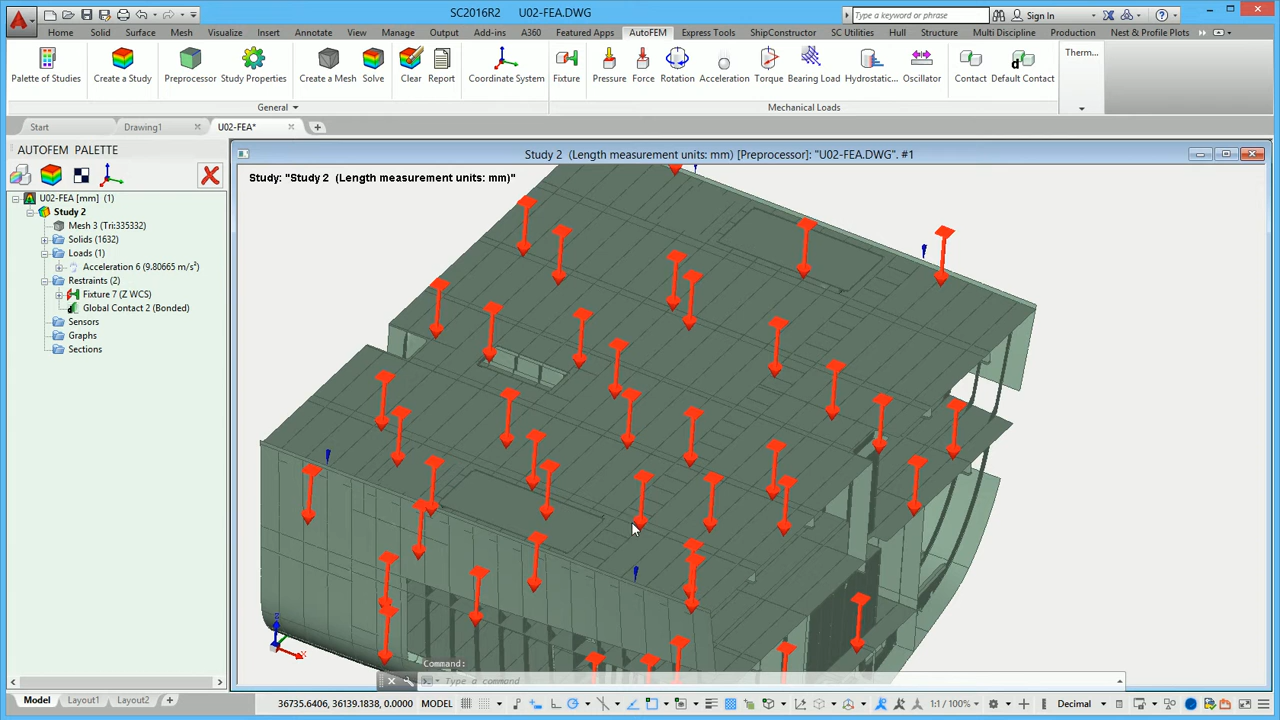 SC2016R2 U02-FEA.DWG
Type a keyword or phrase
Sign In
Home Solid Surface Mesh Visualize Insert Annotate View Manage Output Add-ins A360 Featured Apps AutoFEM Express Tools ShipConstructor SC Utilities Hull Structure Multi Discipline Production Nest & Profile Plots
Palette of Studies Create a Study Preprocessor Study Properties Create a Mesh Solve Clear Report Coordinate System Fixture Pressure Force Rotation Acceleration Torque Bearing Load Hydrostatic... Oscillator Contact Default Contact Therm...
General Mechanical Loads
Start Drawing1 U02-FEA*
AUTOFEM PALETTE
Study 2 (Length measurement units: mm) [Preprocessor]: "U02-FEA.DWG". #1
Study: "Study 2 (Length measurement units: mm)"
U02-FEA [mm] (1)
Study 2
Mesh 3 (Tri:335332)
Solids (1632)
Loads (1)
Acceleration 6 (9.80665 m/s²)
Restraints (2)
Fixture 7 (Z WCS)
Global Contact 2 (Bonded)
Sensors
Graphs
Sections
Command:
Type a command
Model Layout1 Layout2
36735.6406, 36139.1838, 0.0000 MODEL
1:1 / 100%
Decimal